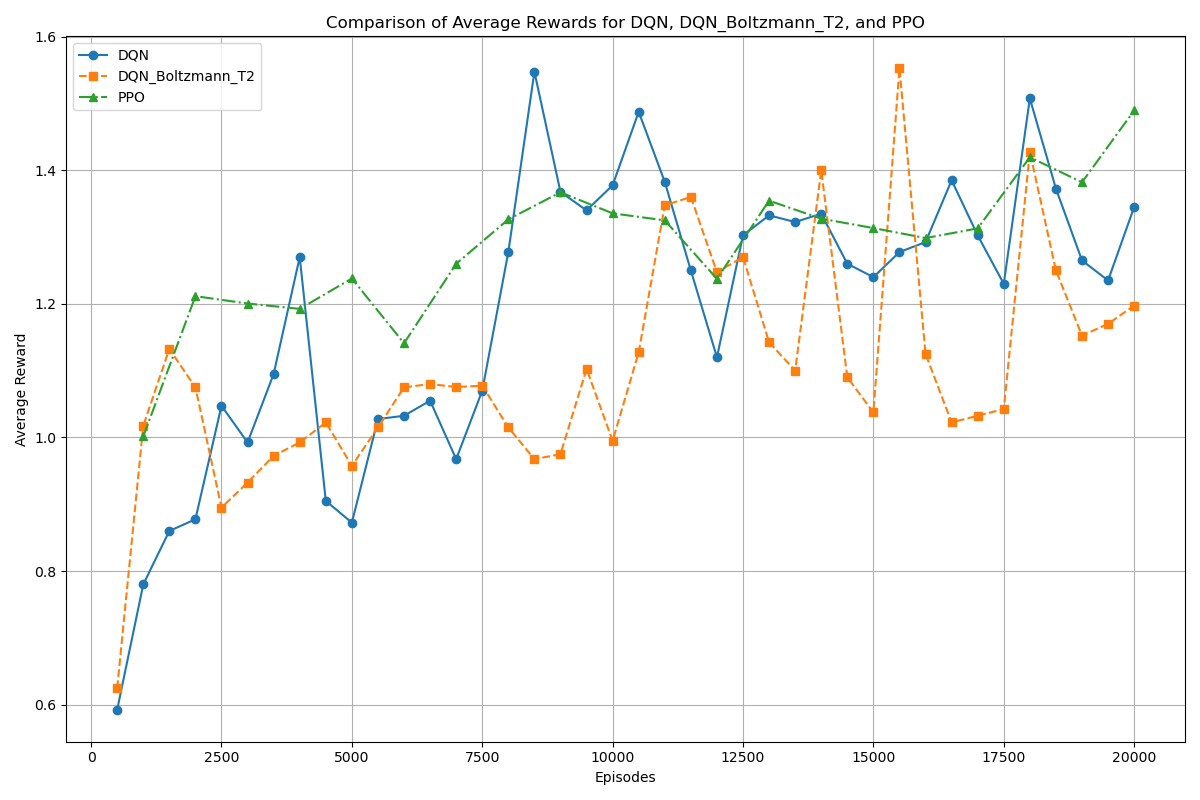 Comparison of Average Rewards for DQN, DQN_Boltzmann_T2, and PPO
DQN
DQN_Boltzmann_T2
PPO
Average Reward
1.6
1.4
1.2
1.0
0.8
0.6
0
2500
5000
7500
10000
12500
15000
17500
20000
Episodes